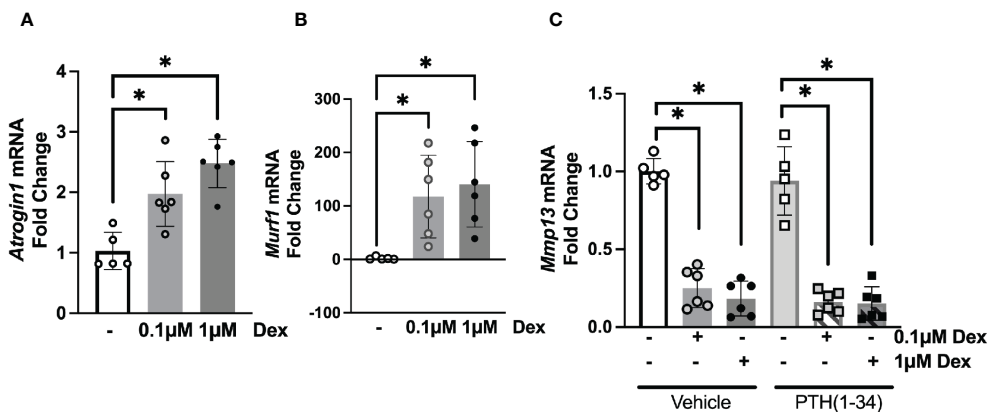 A
B
C
Atrogin1 mRNA
Fold Change
4
3
2
1
0
*
*
- 0.1µM 1µM Dex
Murf1 mRNA
Fold Change
300
200
100
0
-100
*
*
- 0.1µM 1µM Dex
Mmp13 mRNA
Fold Change
1.5
1.0
0.5
0.0
*
*
*
*
- + - - + - 0.1µM Dex
- - + - - + 1µM Dex
Vehicle PTH(1-34)